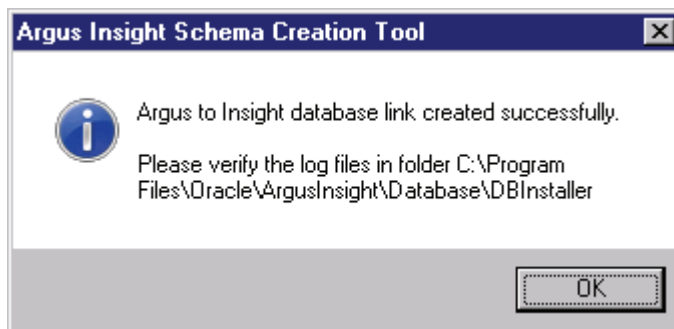 Argus Insight Schema Creation Tool
Argus to Insight database link created successfully.
Please verify the log files in folder C:\Program
Files\Oracle\ArgusInsight\Database\DBInstaller
OK